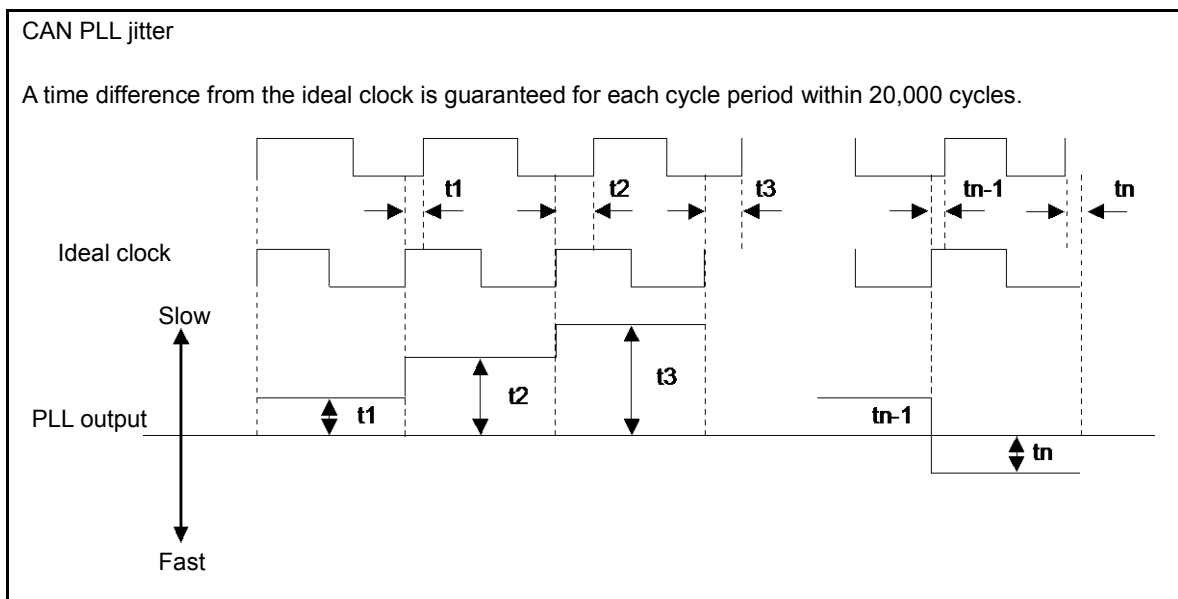 CAN PLL jitter
A time difference from the ideal clock is guaranteed for each cycle period within 20,000 cycles.
t1
t2
t3
tn-1
tn
Ideal clock
Slow
t1
t2
t3
PLL output
tn-1
tn
Fast